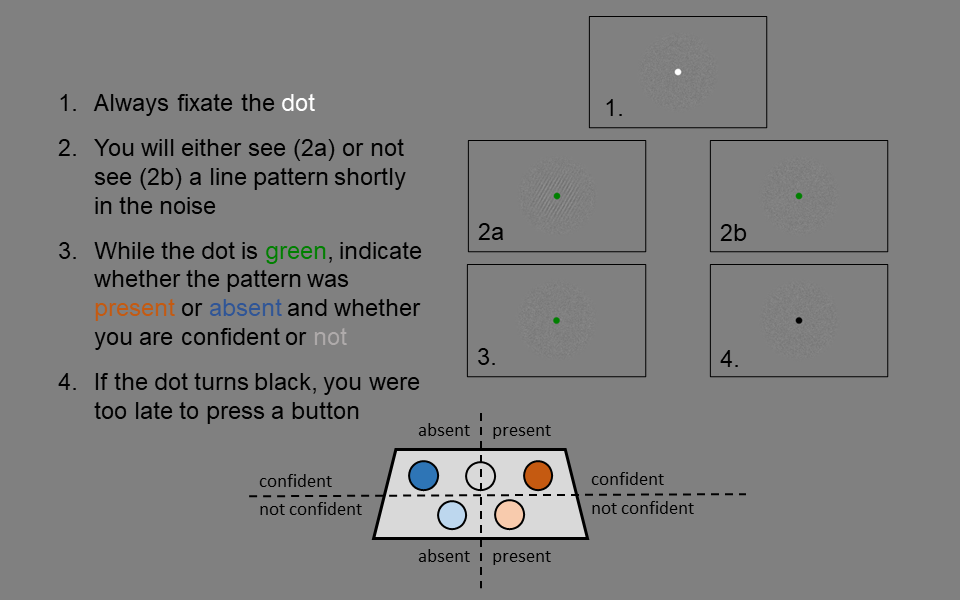 1. Always fixate the dot
2. You will either see (2a) or not
see (2b) a line pattern shortly
in the noise
3. While the dot is green, indicate
whether the pattern was
present or absent and whether
you are confident or not
4. If the dot turns black, you were
too late to press a button
1.
2a
2b
3.
4.
absent present
confident
not confident
confident
not confident
absent present